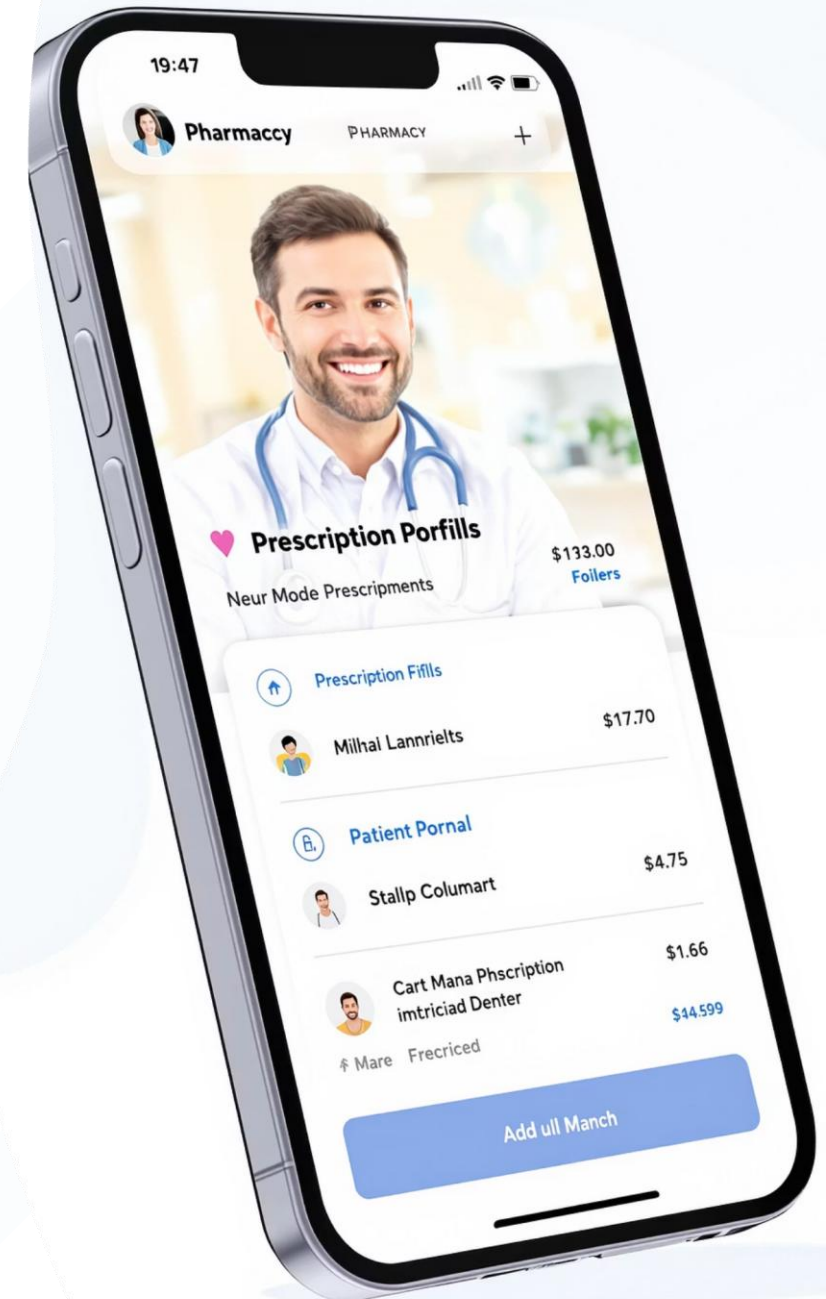 19:47
Pharmaccy PHARMACY +
Prescription Porfills
$133.00
Neur Mode Prescripments
Foilers
Prescription Fiflls
Milhal Lannrielts $17.70
Patient Pornal
Stallp Columart $4.75
Cart Mana Phscription $1.66
imtriciad Denter
$44.599
Mare Frecriced
Add ull Manch